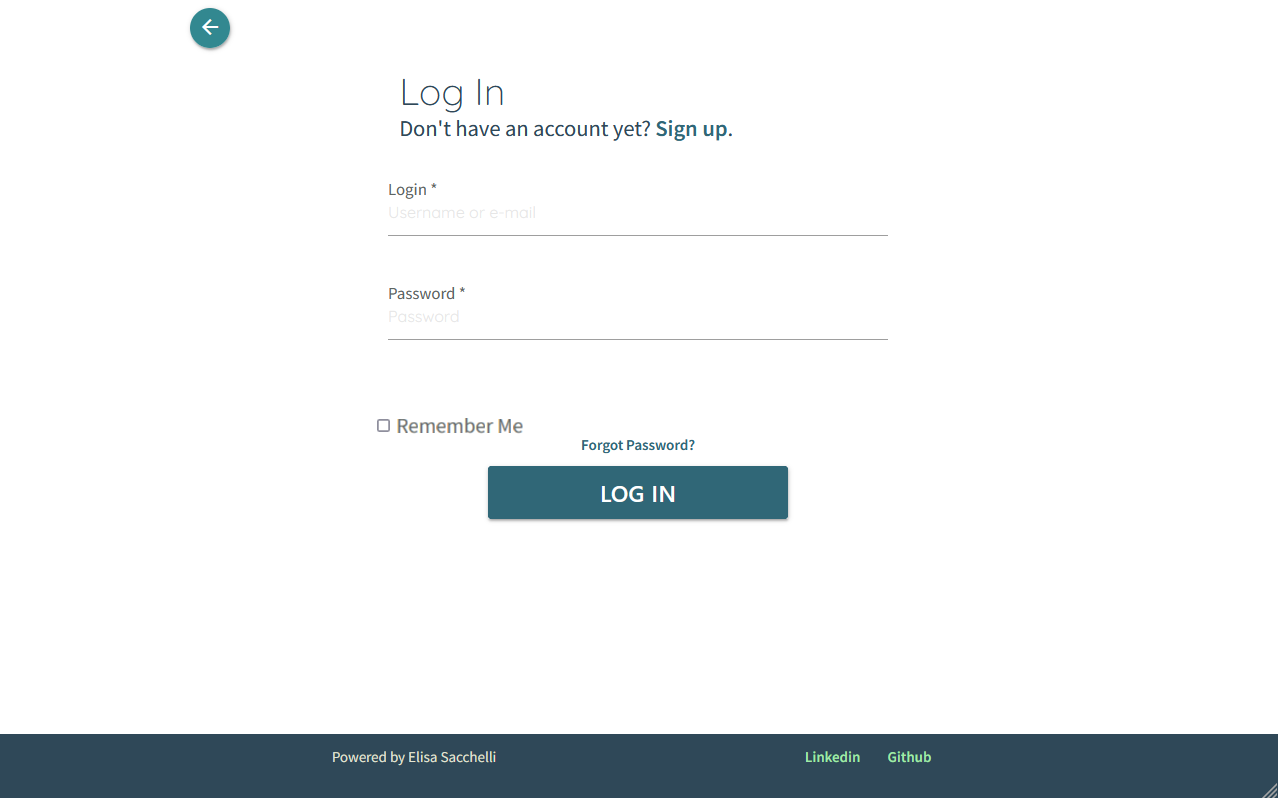 Log In
Don't have an account yet? Sign up.
Login *
Username or e-mail
Password *
Password
Remember Me
Forgot Password?
LOG IN
Powered by Elisa Sacchelli
Linkedin
Github